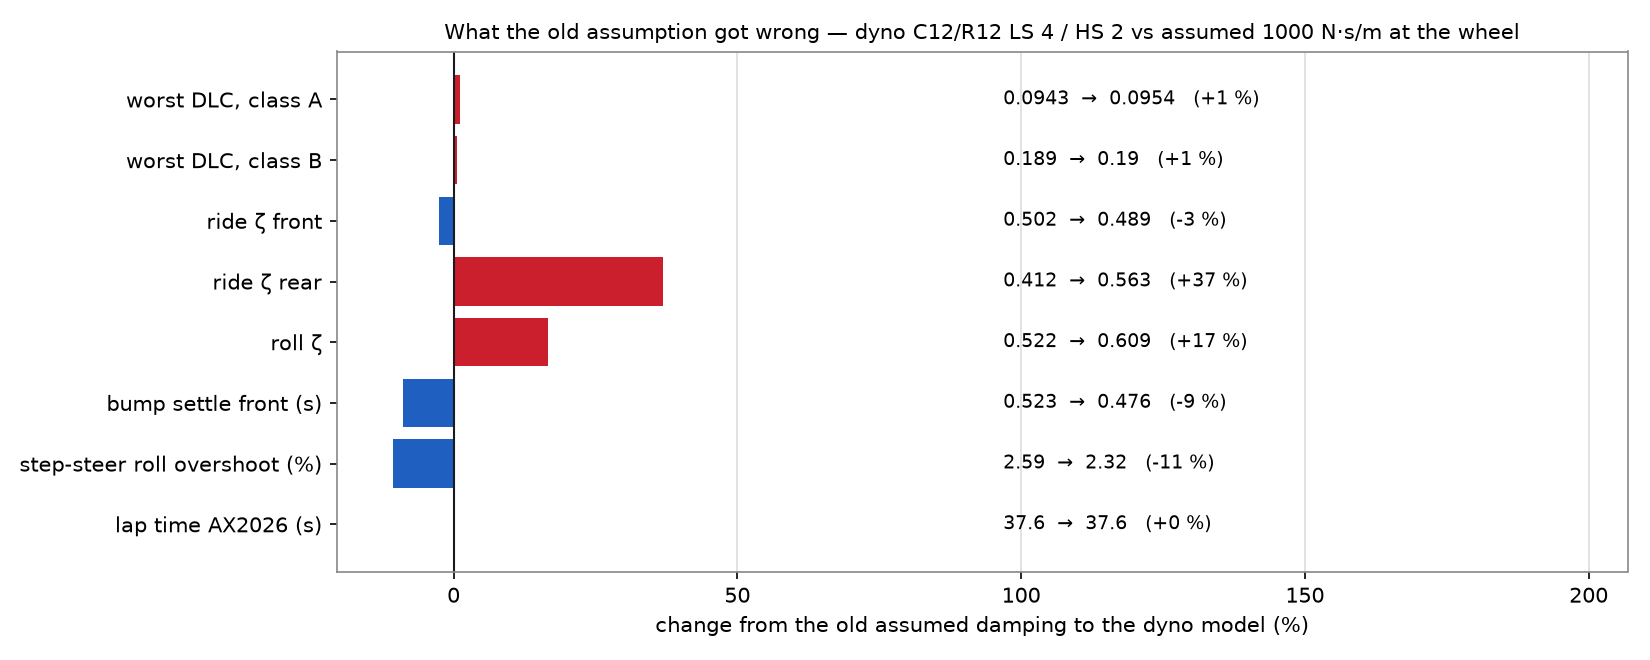 What the old assumption got wrong — dyno C12/R12 LS 4 / HS 2 vs assumed 1000 N·s/m at the wheel
worst DLC, class A 0.0943 → 0.0954 (+1 %)
worst DLC, class B 0.189 → 0.19 (+1 %)
ride ζ front 0.502 → 0.489 (-3 %)
ride ζ rear 0.412 → 0.563 (+37 %)
roll ζ 0.522 → 0.609 (+17 %)
bump settle front (s) 0.523 → 0.476 (-9 %)
step-steer roll overshoot (%) 2.59 → 2.32 (-11 %)
lap time AX2026 (s) 37.6 → 37.6 (+0 %)
0 50 100 150 200
change from the old assumed damping to the dyno model (%)